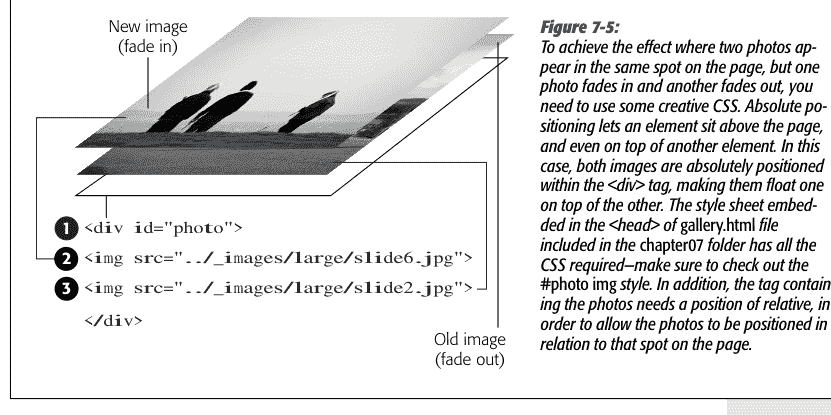 New image
(fade in)
1 <div id="photo">
2 <img src="../_images/large/slide6.jpg">
3 <img src="../_images/large/slide2.jpg">
</div>
Old image
(fade out)
Figure 7-5:
To achieve the effect where two photos ap-
pear in the same spot on the page, but one
photo fades in and another fades out, you
need to use some creative CSS. Absolute po-
sitioning lets an element sit above the page,
and even on top of another element. In this
case, both images are absolutely positioned
within the <div> tag, making them float one
on top of the other. The style sheet embed-
ded in the <head> of gallery.html file
included in the chapter07 folder has all the
CSS required—make sure to check out the
#photo img style. In addition, the tag contain
ing the photos needs a position of relative, in
order to allow the photos to be positioned in
relation to that spot on the page.